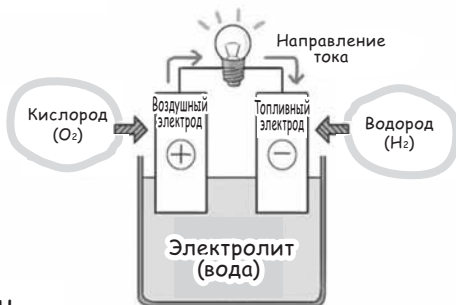 Направление
тока
Кислород
(O₂)
Воздушный
электрод
+
Топливный
электрод
−
Водород
(H₂)
Электролит
(вода)